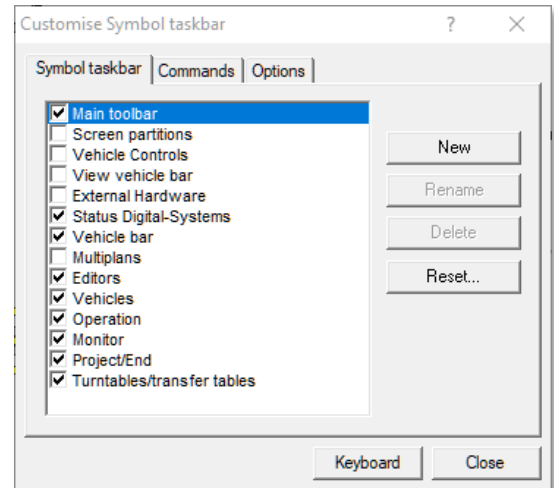 Customise Symbol taskbar
Symbol taskbar Commands Options
Main toolbar
Screen partitions
Vehicle Controls
View vehicle bar
External Hardware
Status Digital-Systems
Vehicle bar
Multiplans
Editors
Vehicles
Operation
Monitor
Project/End
Turntables/transfer tables
New
Rename
Delete
Reset...
Keyboard Close